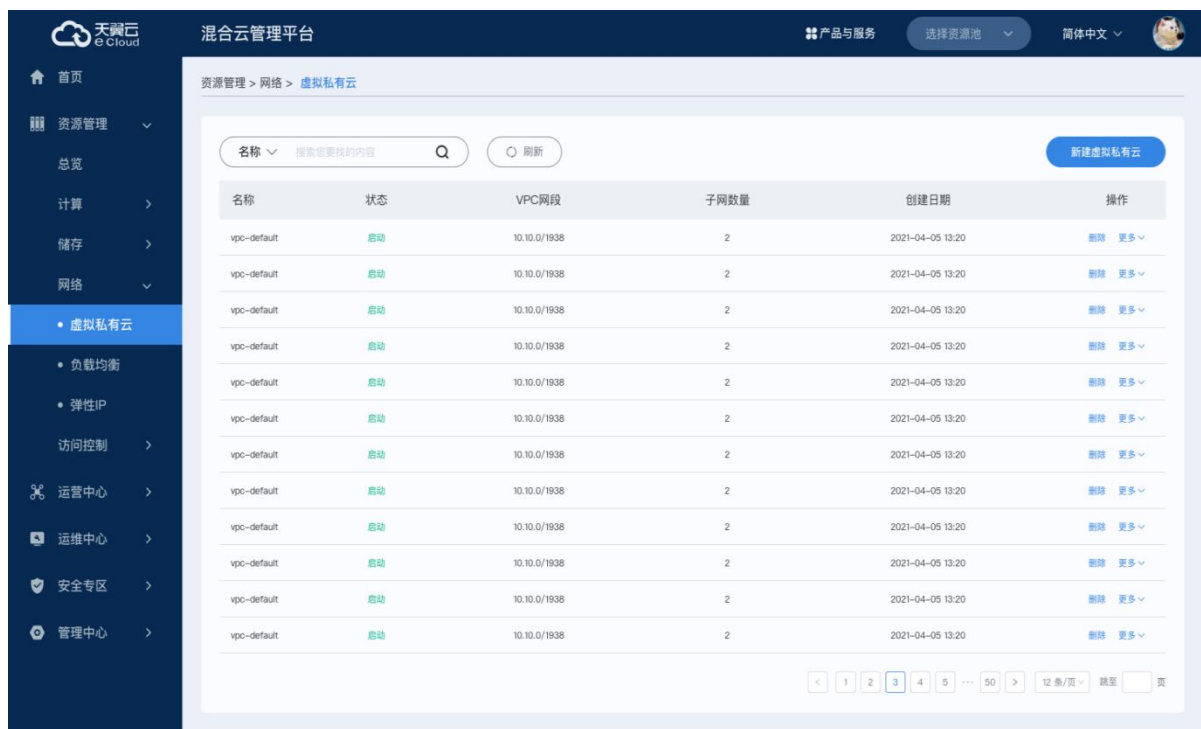 天翼云
e Cloud
混合云管理平台
产品与服务
选择资源池
简体中文
首页
资源管理
总览
计算
储存
网络
虚拟私有云
负载均衡
弹性IP
访问控制
运营中心
运维中心
安全专区
管理中心
资源管理 > 网络 > 虚拟私有云
名称 搜索您要找的内容 刷新 新建虚拟私有云
名称 状态 VPC网段 子网数量 创建日期 操作
vpc-default 启动 10.10.0/1938 2 2021-04-05 13:20 删除 更多
vpc-default 启动 10.10.0/1938 2 2021-04-05 13:20 删除 更多
vpc-default 启动 10.10.0/1938 2 2021-04-05 13:20 删除 更多
vpc-default 启动 10.10.0/1938 2 2021-04-05 13:20 删除 更多
vpc-default 启动 10.10.0/1938 2 2021-04-05 13:20 删除 更多
vpc-default 启动 10.10.0/1938 2 2021-04-05 13:20 删除 更多
vpc-default 启动 10.10.0/1938 2 2021-04-05 13:20 删除 更多
vpc-default 启动 10.10.0/1938 2 2021-04-05 13:20 删除 更多
vpc-default 启动 10.10.0/1938 2 2021-04-05 13:20 删除 更多
vpc-default 启动 10.10.0/1938 2 2021-04-05 13:20 删除 更多
vpc-default 启动 10.10.0/1938 2 2021-04-05 13:20 删除 更多
vpc-default 启动 10.10.0/1938 2 2021-04-05 13:20 删除 更多
< 1 2 3 4 5 ··· 50 > 12 条/页 跳至 页